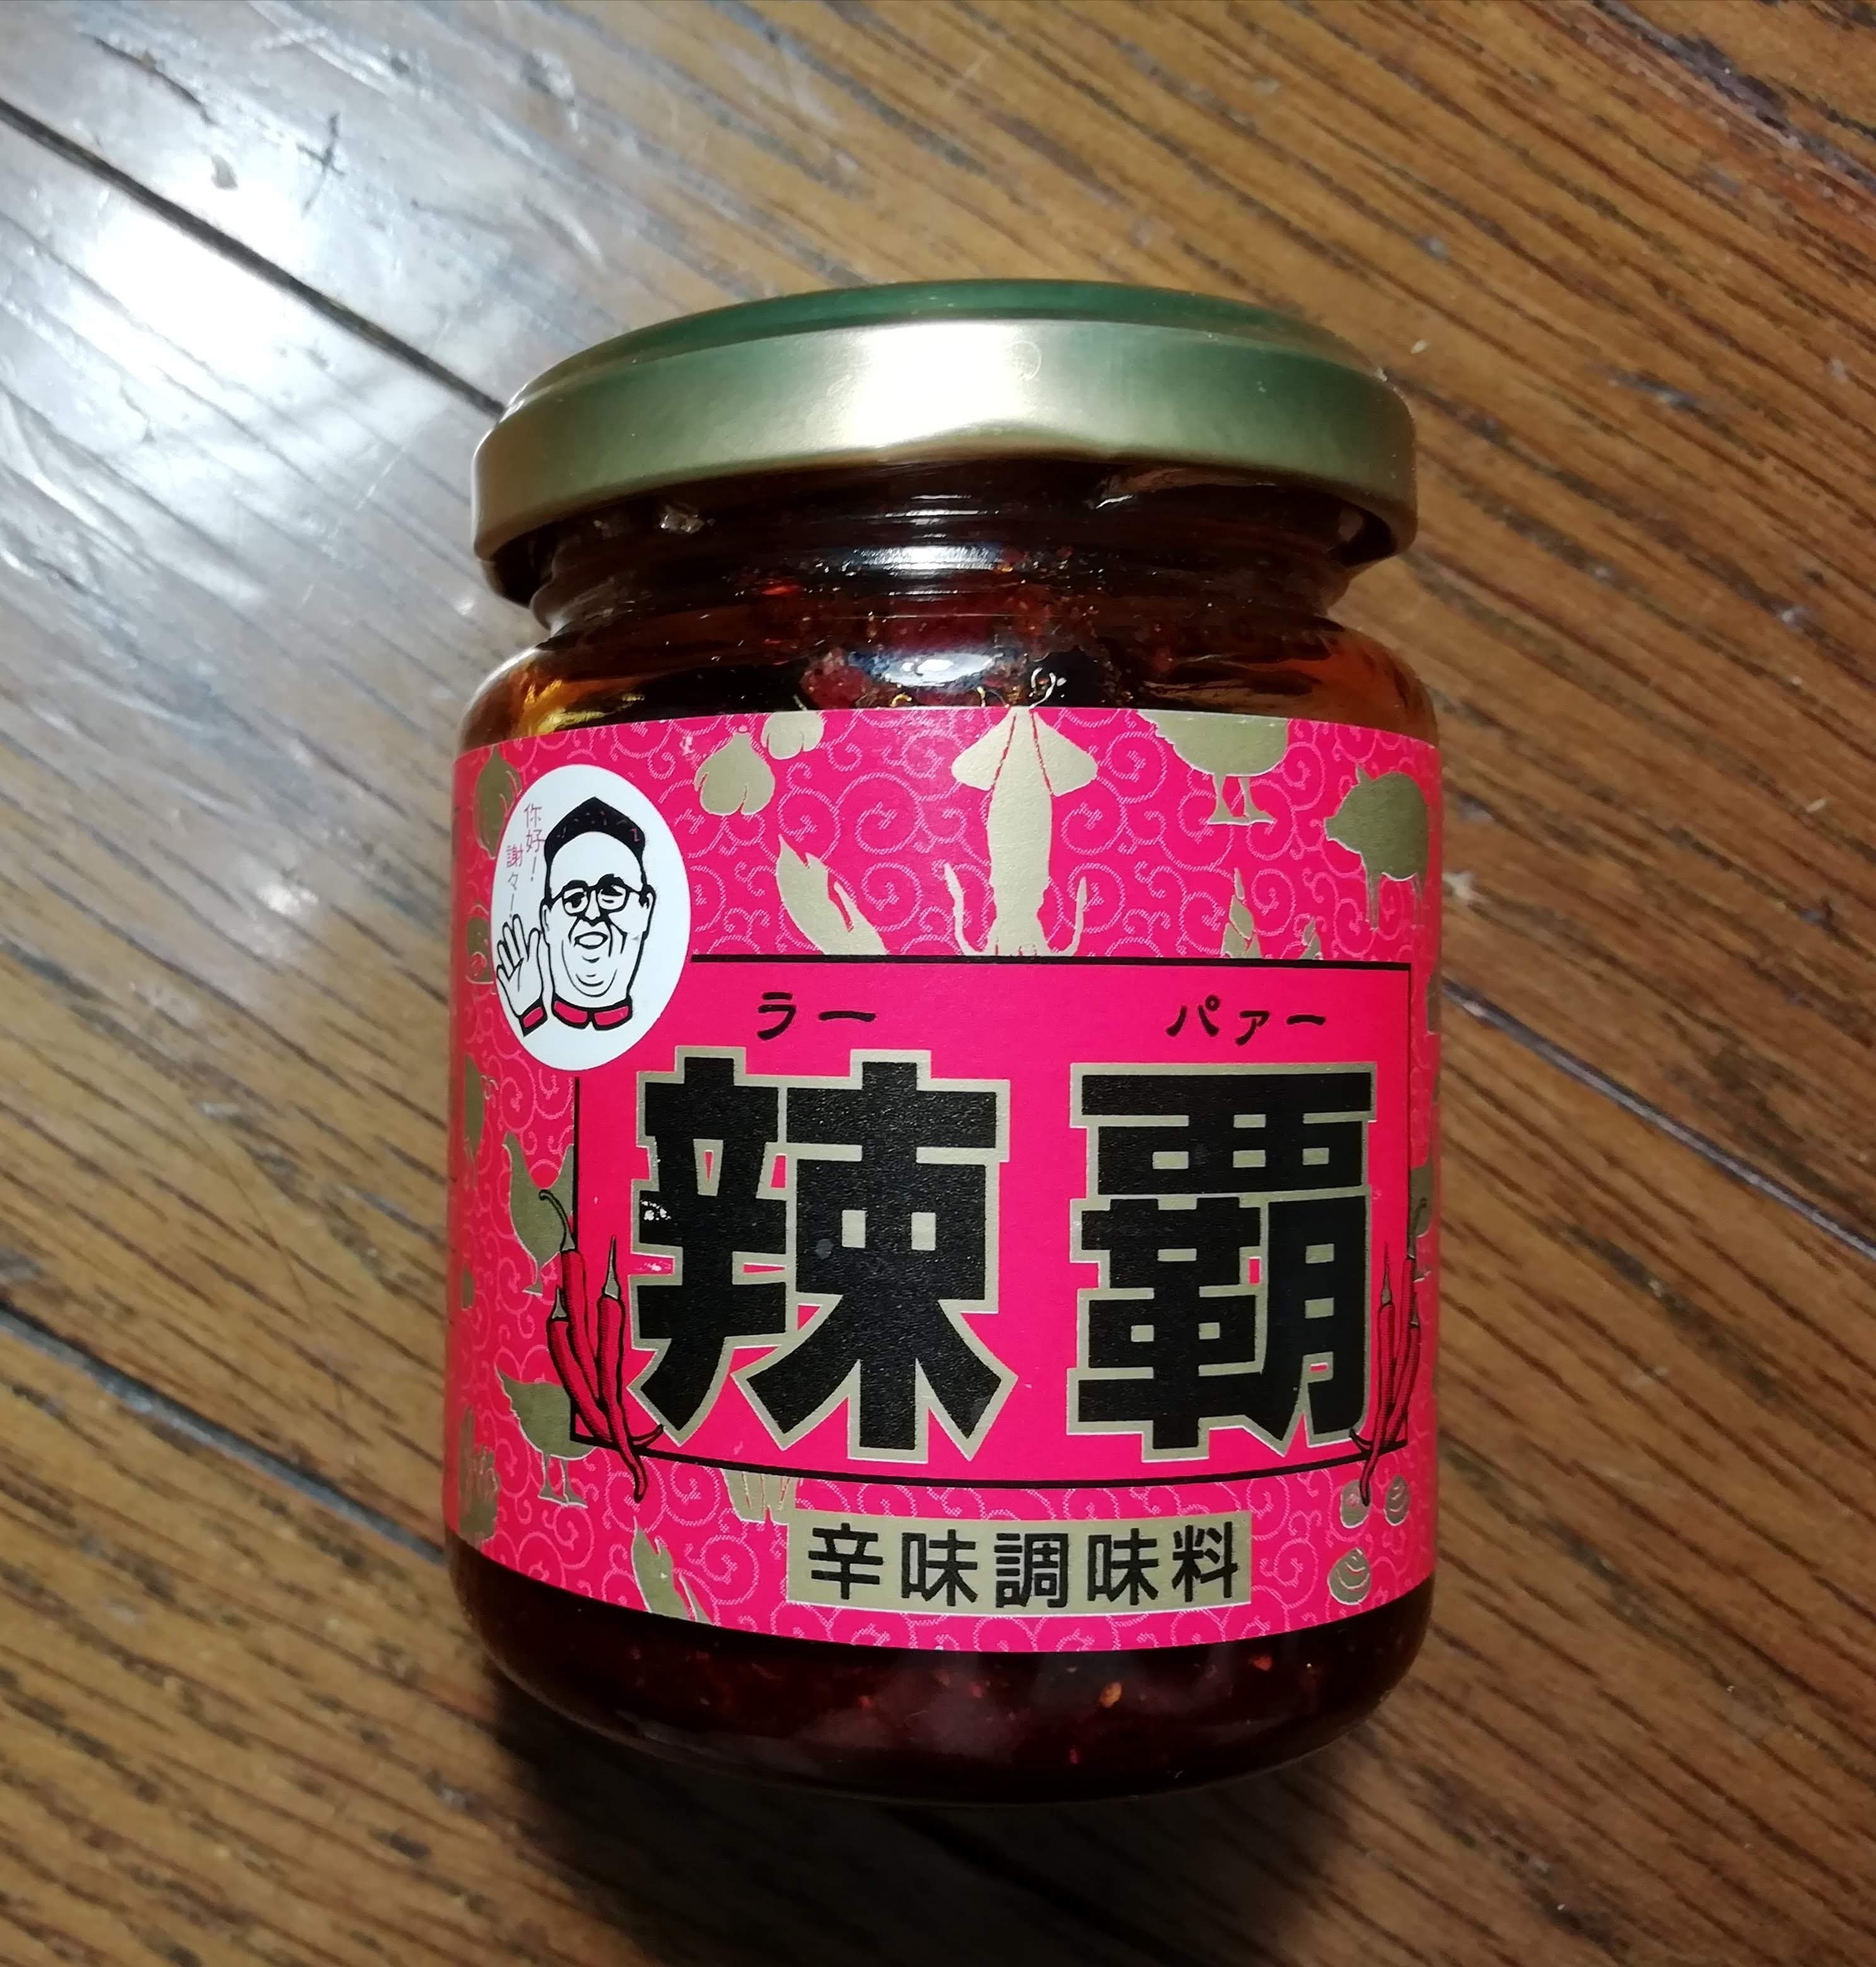 你好!
謝々!
ラー パァー
辣覇
辛味調味料